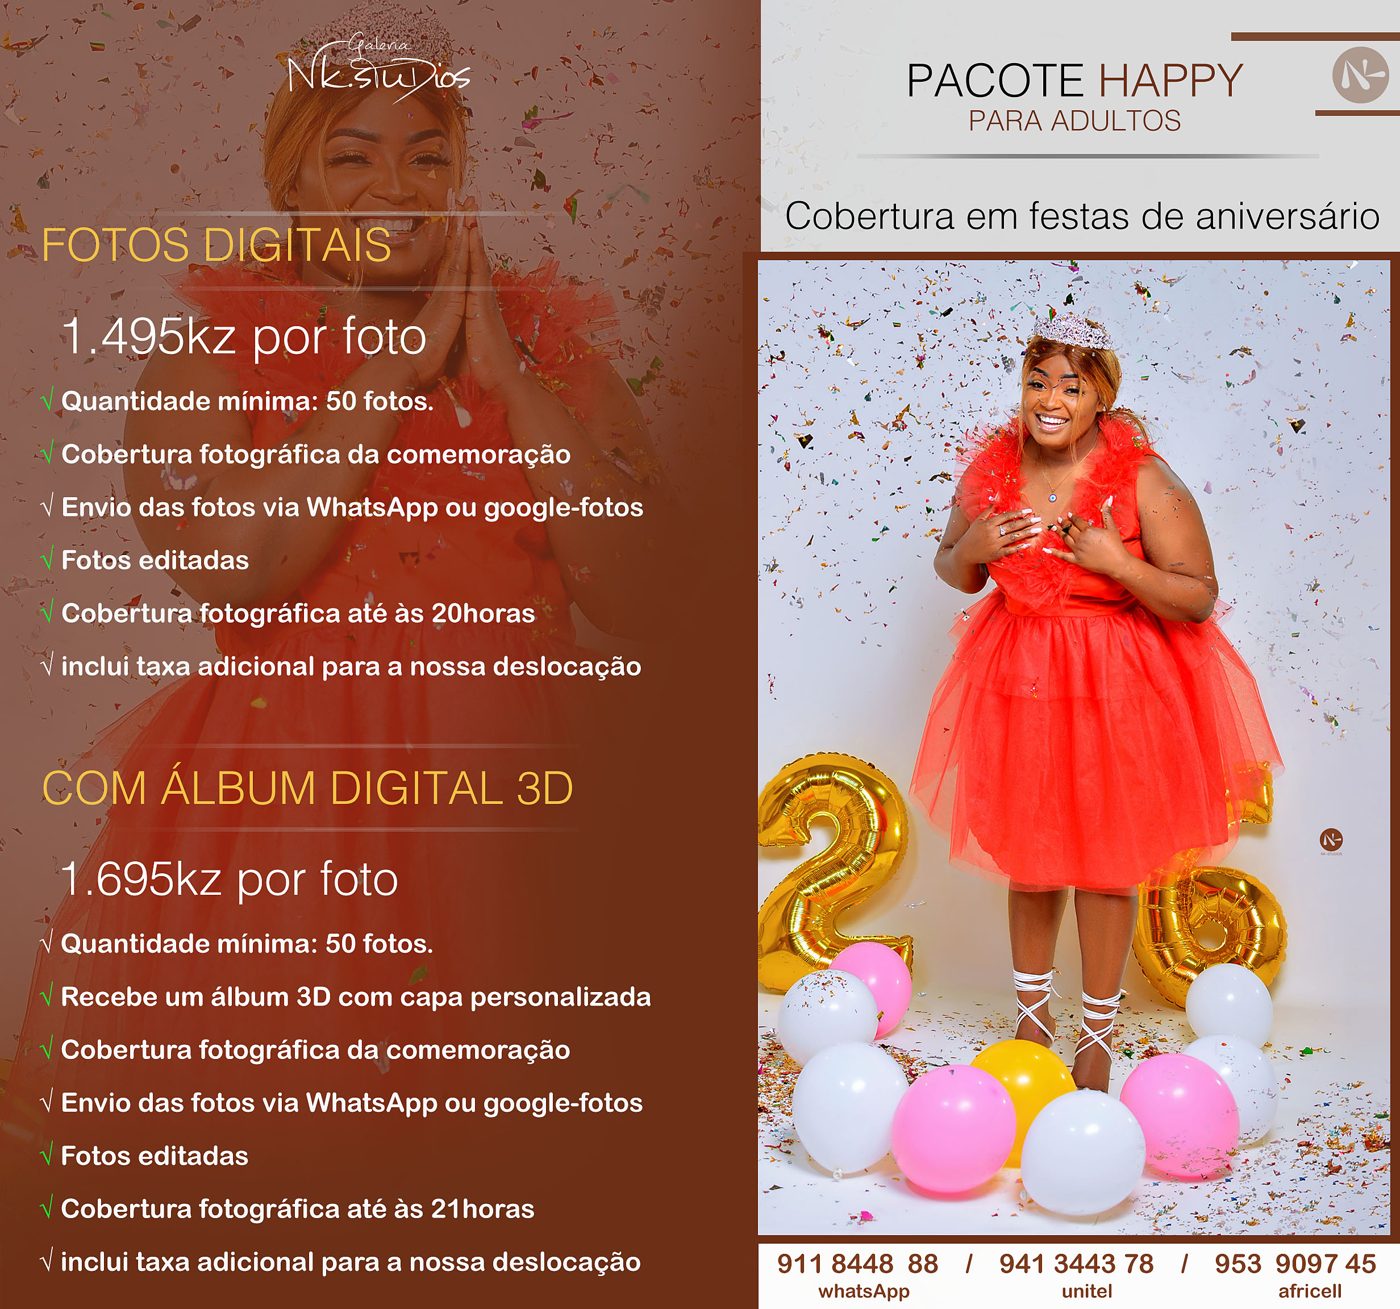 Galeria
Nk.studios
FOTOS DIGITAIS
1.495kz por foto
√ Quantidade mínima: 50 fotos.
√ Cobertura fotográfica da comemoração
√ Envio das fotos via WhatsApp ou google-fotos
√ Fotos editadas
√ Cobertura fotográfica até às 20horas
√ inclui taxa adicional para a nossa deslocação
COM ÁLBUM DIGITAL 3D
1.695kz por foto
√ Quantidade mínima: 50 fotos.
√ Recebe um álbum 3D com capa personalizada
√ Cobertura fotográfica da comemoração
√ Envio das fotos via WhatsApp ou google-fotos
√ Fotos editadas
√ Cobertura fotográfica até às 21horas
√ inclui taxa adicional para a nossa deslocação
PACOTE HAPPY
PARA ADULTOS
Cobertura em festas de aniversário
26
911 8448 88 / 941 3443 78 / 953 9097 45
whatsApp unitel africell